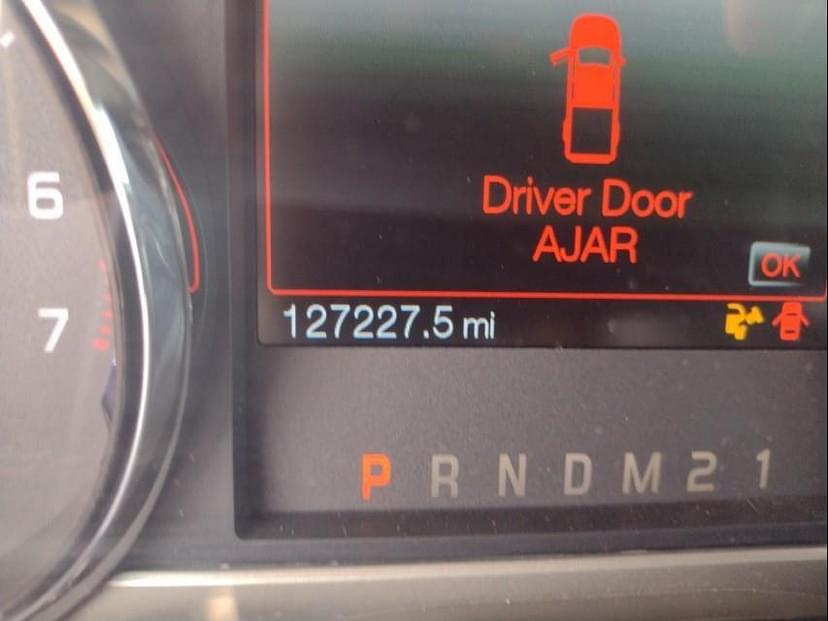 6
7
Driver Door
AJAR
OK
127227.5 mi
P R N D M 2 1